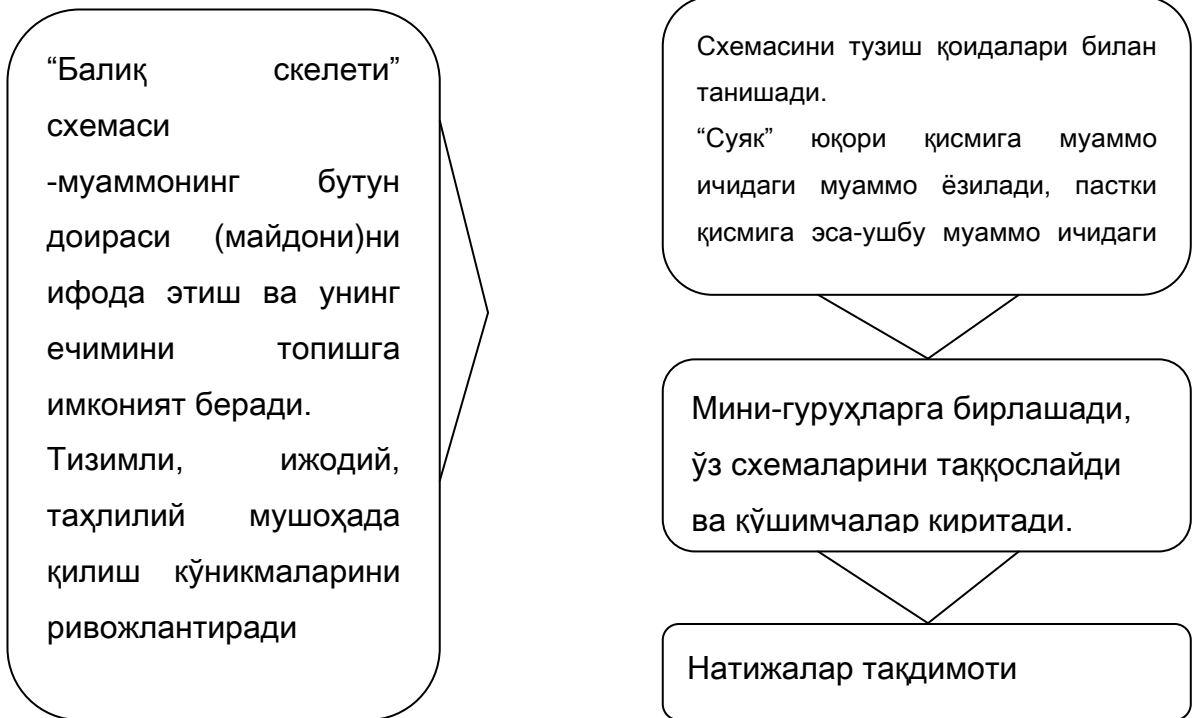 “Балиқ скелети”
схемаси
-муаммонинг бутун
доираси (майдони)ни
ифода этиш ва унинг
ечимини топишга
имконият беради.
Тизимли, ижодий,
таҳлилий мушоҳада
қилиш кўникмаларини
ривожлантиради
Схемасини тузиш қоидалари билан
танишади.
“Суяк” юқори қисмига муаммо
ичидаги муаммо ёзилади, пастки
қисмига эса-ушбу муаммо ичидаги
Мини-гуруҳларга бирлашади,
ўз схемаларини таққослайди
ва қўшимчалар киритади.
Натижалар тақдимоти